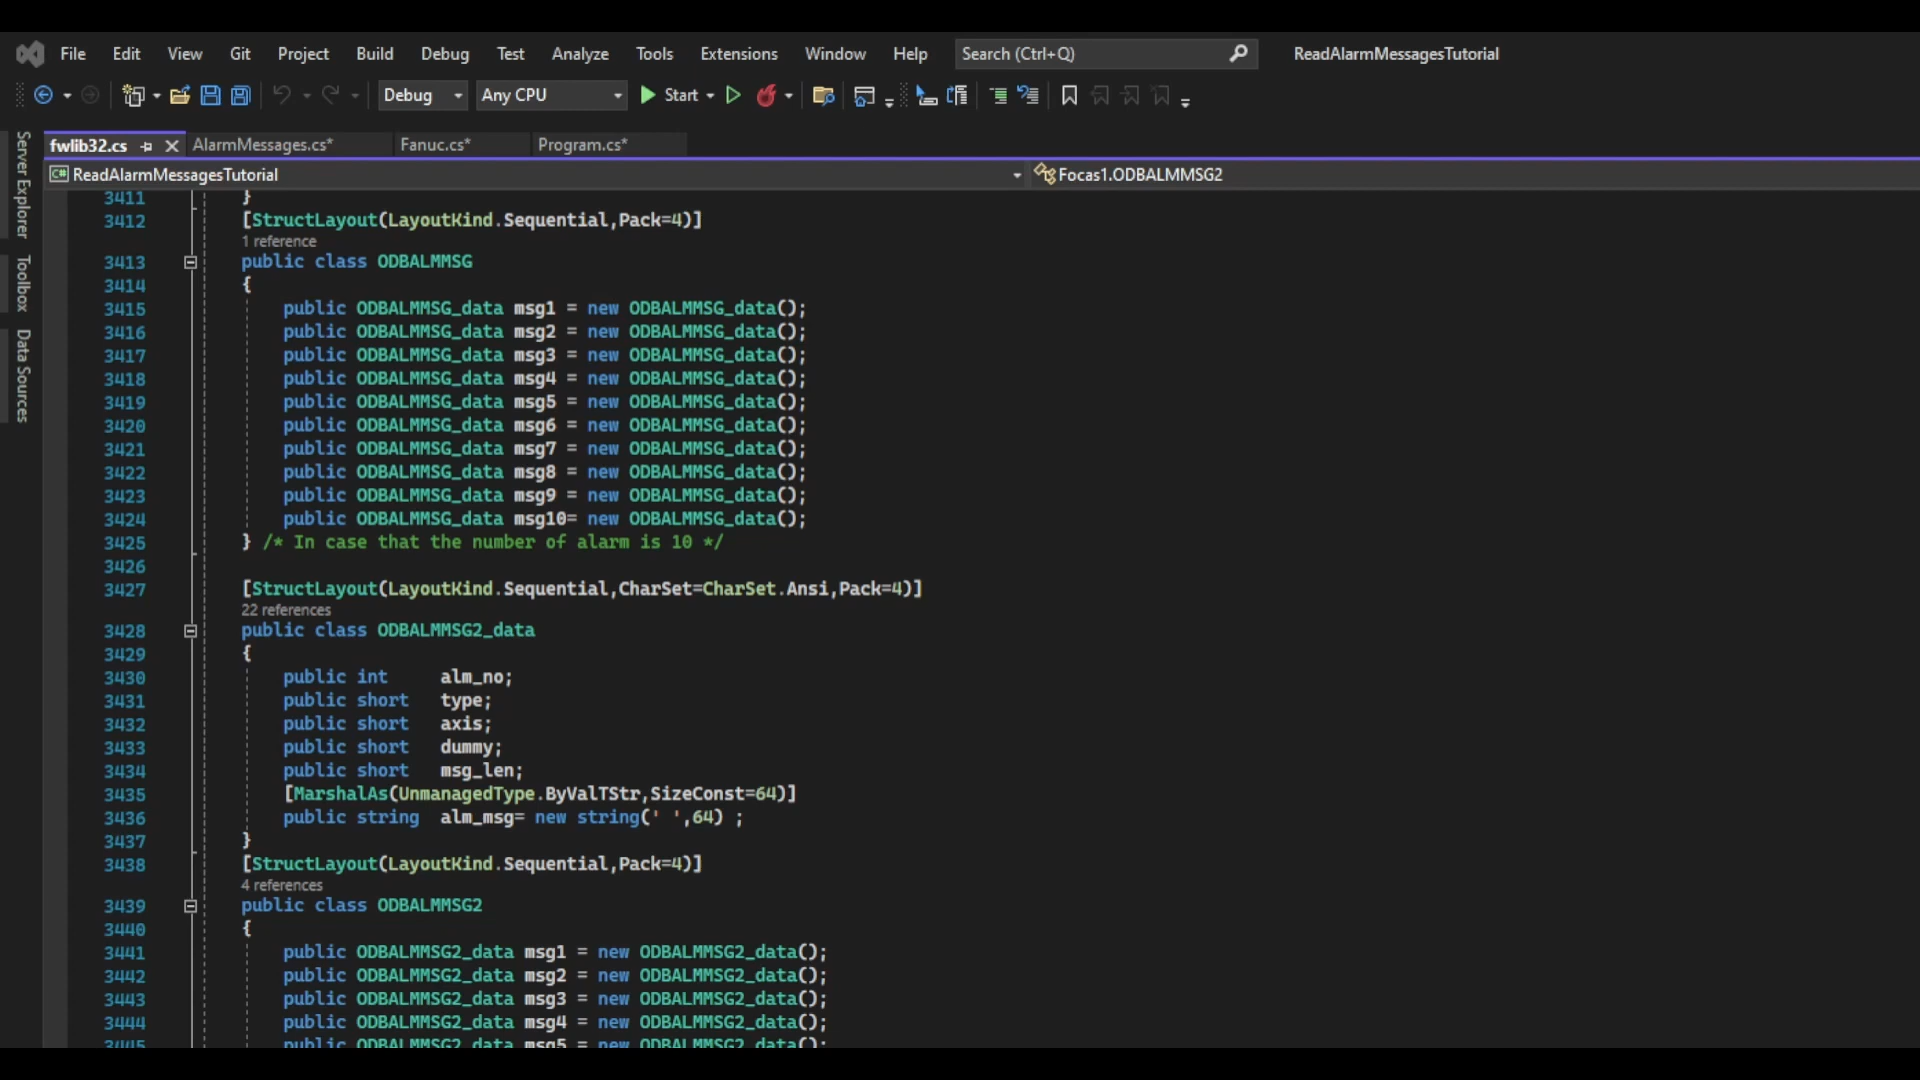 File Edit View Git Project Build Debug Test Analyze Tools Extensions Window Help Search (Ctrl+Q) ReadAlarmMessagesTutorial
Debug Any CPU Start
Server Explorer
Toolbox
Data Sources
fwlib32.cs AlarmMessages.cs* Fanuc.cs* Program.cs*
C# ReadAlarmMessagesTutorial Focas1.ODBALMMSG2
3411 }
3412 [StructLayout(LayoutKind.Sequential,Pack=4)]
1 reference
3413 public class ODBALMMSG
3414 {
3415 public ODBALMMSG_data msg1 = new ODBALMMSG_data();
3416 public ODBALMMSG_data msg2 = new ODBALMMSG_data();
3417 public ODBALMMSG_data msg3 = new ODBALMMSG_data();
3418 public ODBALMMSG_data msg4 = new ODBALMMSG_data();
3419 public ODBALMMSG_data msg5 = new ODBALMMSG_data();
3420 public ODBALMMSG_data msg6 = new ODBALMMSG_data();
3421 public ODBALMMSG_data msg7 = new ODBALMMSG_data();
3422 public ODBALMMSG_data msg8 = new ODBALMMSG_data();
3423 public ODBALMMSG_data msg9 = new ODBALMMSG_data();
3424 public ODBALMMSG_data msg10= new ODBALMMSG_data();
3425 } /* In case that the number of alarm is 10 */
3426
3427 [StructLayout(LayoutKind.Sequential,CharSet=CharSet.Ansi,Pack=4)]
22 references
3428 public class ODBALMMSG2_data
3429 {
3430 public int alm_no;
3431 public short type;
3432 public short axis;
3433 public short dummy;
3434 public short msg_len;
3435 [MarshalAs(UnmanagedType.ByValTStr,SizeConst=64)]
3436 public string alm_msg= new string(' ',64) ;
3437 }
3438 [StructLayout(LayoutKind.Sequential,Pack=4)]
4 references
3439 public class ODBALMMSG2
3440 {
3441 public ODBALMMSG2_data msg1 = new ODBALMMSG2_data();
3442 public ODBALMMSG2_data msg2 = new ODBALMMSG2_data();
3443 public ODBALMMSG2_data msg3 = new ODBALMMSG2_data();
3444 public ODBALMMSG2_data msg4 = new ODBALMMSG2_data();
3445 public ODBALMMSG2_data msg5 = new ODBALMMSG2_data();